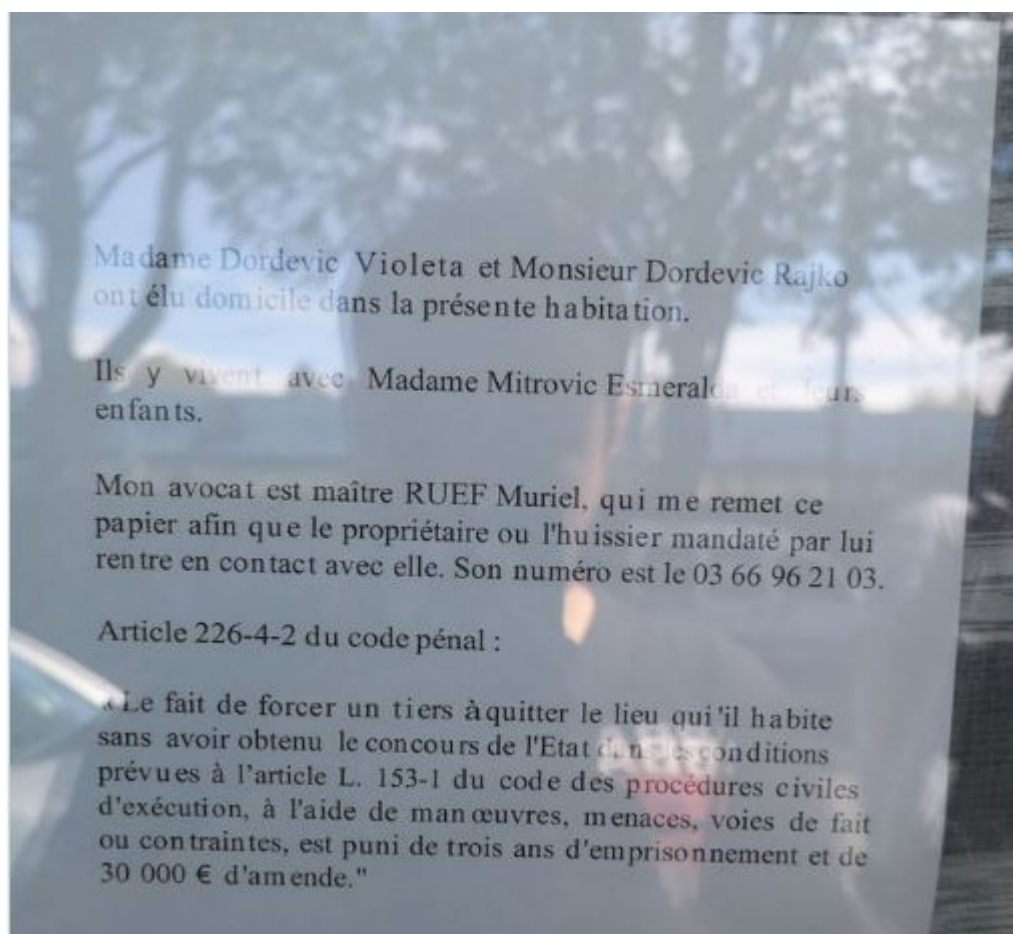 Madame Dordevic Violeta et Monsieur Dordevic Rajko
ont élu domicile dans la présente habitation.
Ils y vivent avec Madame Mitrovic Esmeralda et leurs
enfants.
Mon avocat est maître RUEF Muriel, qui me remet ce
papier afin que le propriétaire ou l'huissier mandaté par lui
rentre en contact avec elle. Son numéro est le 03 66 96 21 03.
Article 226-4-2 du code pénal :
« Le fait de forcer un tiers à quitter le lieu qui'il habite
sans avoir obtenu le concours de l'Etat dans les conditions
prévues à l'article L. 153-1 du code des procédures civiles
d'exécution, à l'aide de manœuvres, menaces, voies de fait
ou contraintes, est puni de trois ans d'emprisonnement et de
30 000 € d'amende."